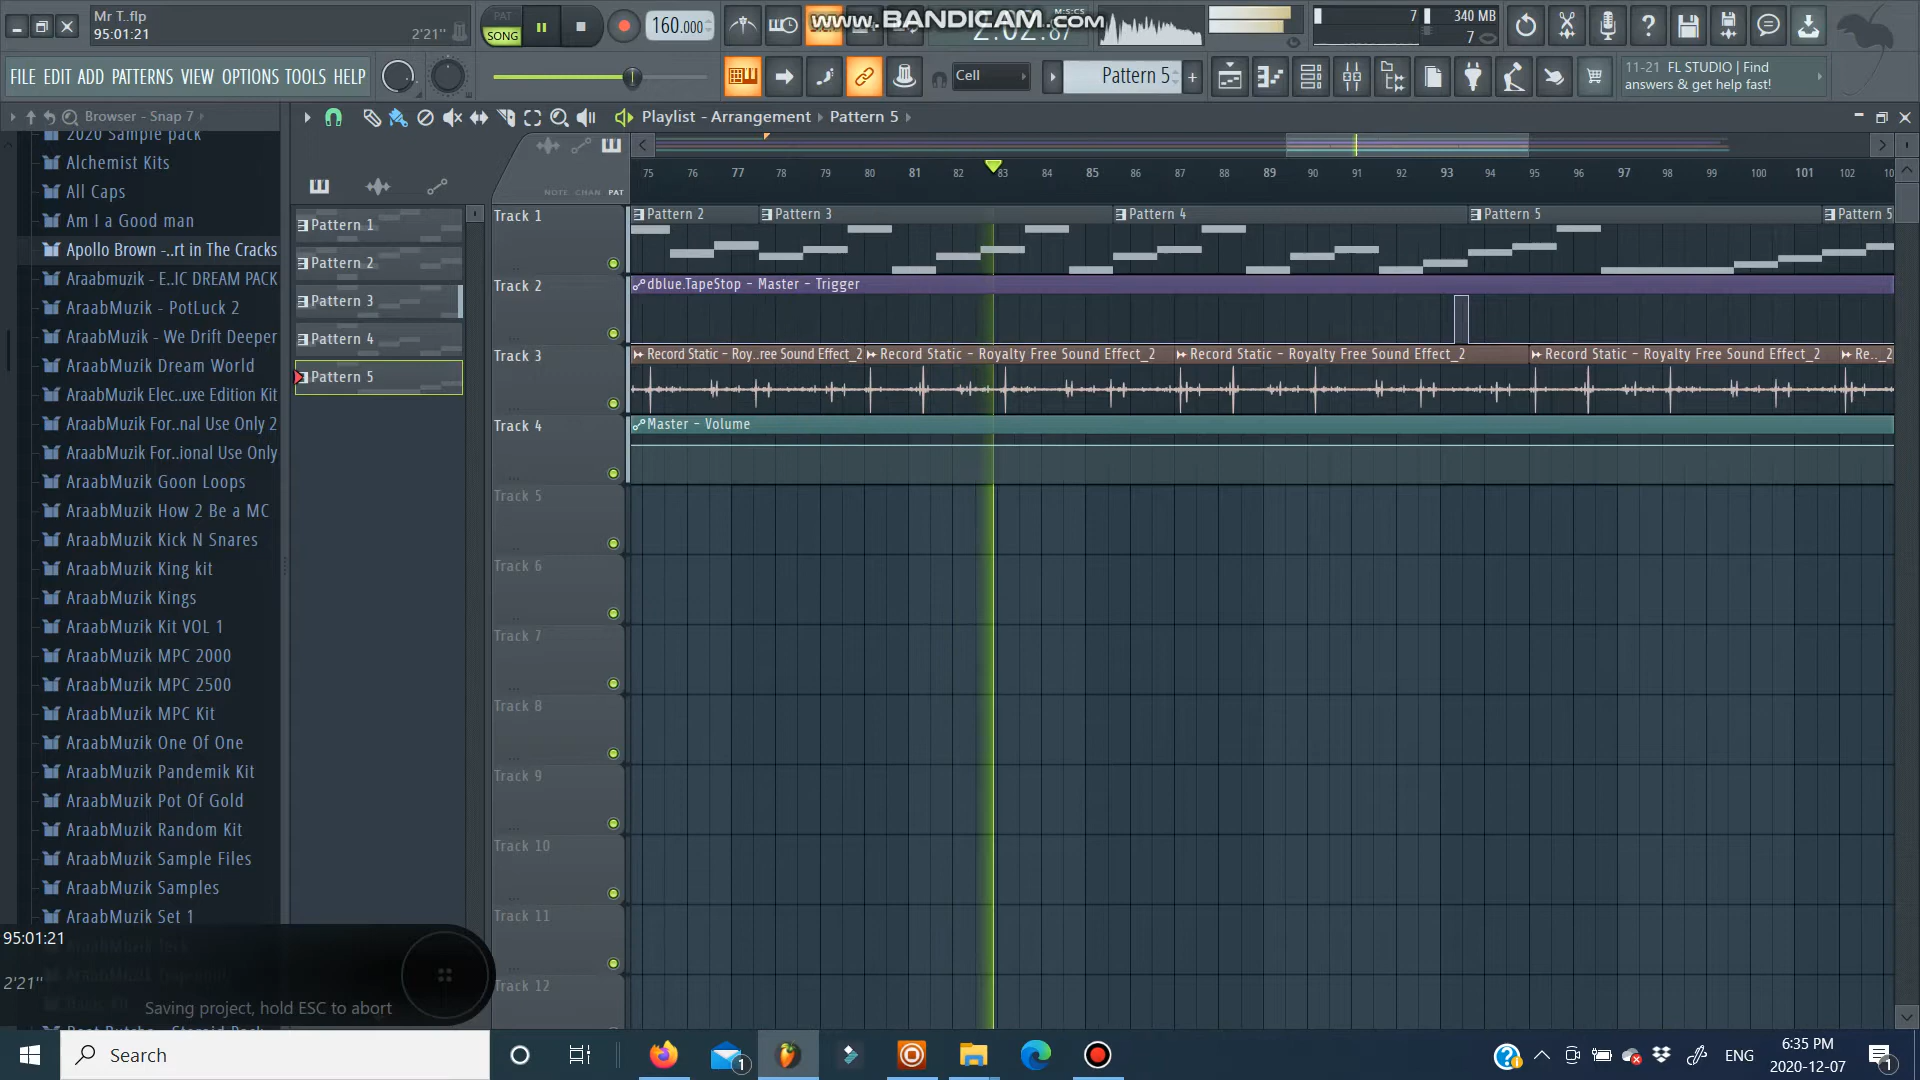 Mr T..flp
95:01:21
2'21"
PAT
SONG
160.000
www.BANDICAM.com
M:S:CS
7
340 MB
7
FILE EDIT ADD PATTERNS VIEW OPTIONS TOOLS HELP
Cell
Pattern 5
11-21 FL STUDIO | Find
answers & get help fast!
Browser - Snap 7
Playlist - Arrangement
Pattern 5
2020 Sample pack
Alchemist Kits
All Caps
Am I a Good man
Apollo Brown -..rt in The Cracks
Araabmuzik - E..IC DREAM PACK
AraabMuzik - PotLuck 2
AraabMuzik - We Drift Deeper
AraabMuzik Dream World
AraabMuzik Elec..uxe Edition Kit
AraabMuzik For..nal Use Only 2
AraabMuzik For..ional Use Only
AraabMuzik Goon Loops
AraabMuzik How 2 Be a MC
AraabMuzik Kick N Snares
AraabMuzik King kit
AraabMuzik Kings
AraabMuzik Kit VOL 1
AraabMuzik MPC 2000
AraabMuzik MPC 2500
AraabMuzik MPC Kit
AraabMuzik One Of One
AraabMuzik Pandemik Kit
AraabMuzik Pot Of Gold
AraabMuzik Random Kit
AraabMuzik Sample Files
AraabMuzik Samples
AraabMuzik Set 1
Pattern 1
Pattern 2
Pattern 3
Pattern 4
Pattern 5
NOTE CHAN PAT
75 76 77 78 79 80 81 82 83 84 85 86 87 88 89 90 91 92 93 94 95 96 97 98 99 100 101 102
Track 1
Pattern 2
Pattern 3
Pattern 4
Pattern 5
Pattern 5
Track 2
dblue.TapeStop - Master - Trigger
Track 3
Record Static - Roy..ree Sound Effect_2
Record Static - Royalty Free Sound Effect_2
Record Static - Royalty Free Sound Effect_2
Record Static - Royalty Free Sound Effect_2
Re.._2
Track 4
Master - Volume
Track 5
Track 6
Track 7
Track 8
Track 9
Track 10
Track 11
Track 12
95:01:21
2'21"
Saving project, hold ESC to abort
Search
1
ENG
6:35 PM
2020-12-07
1